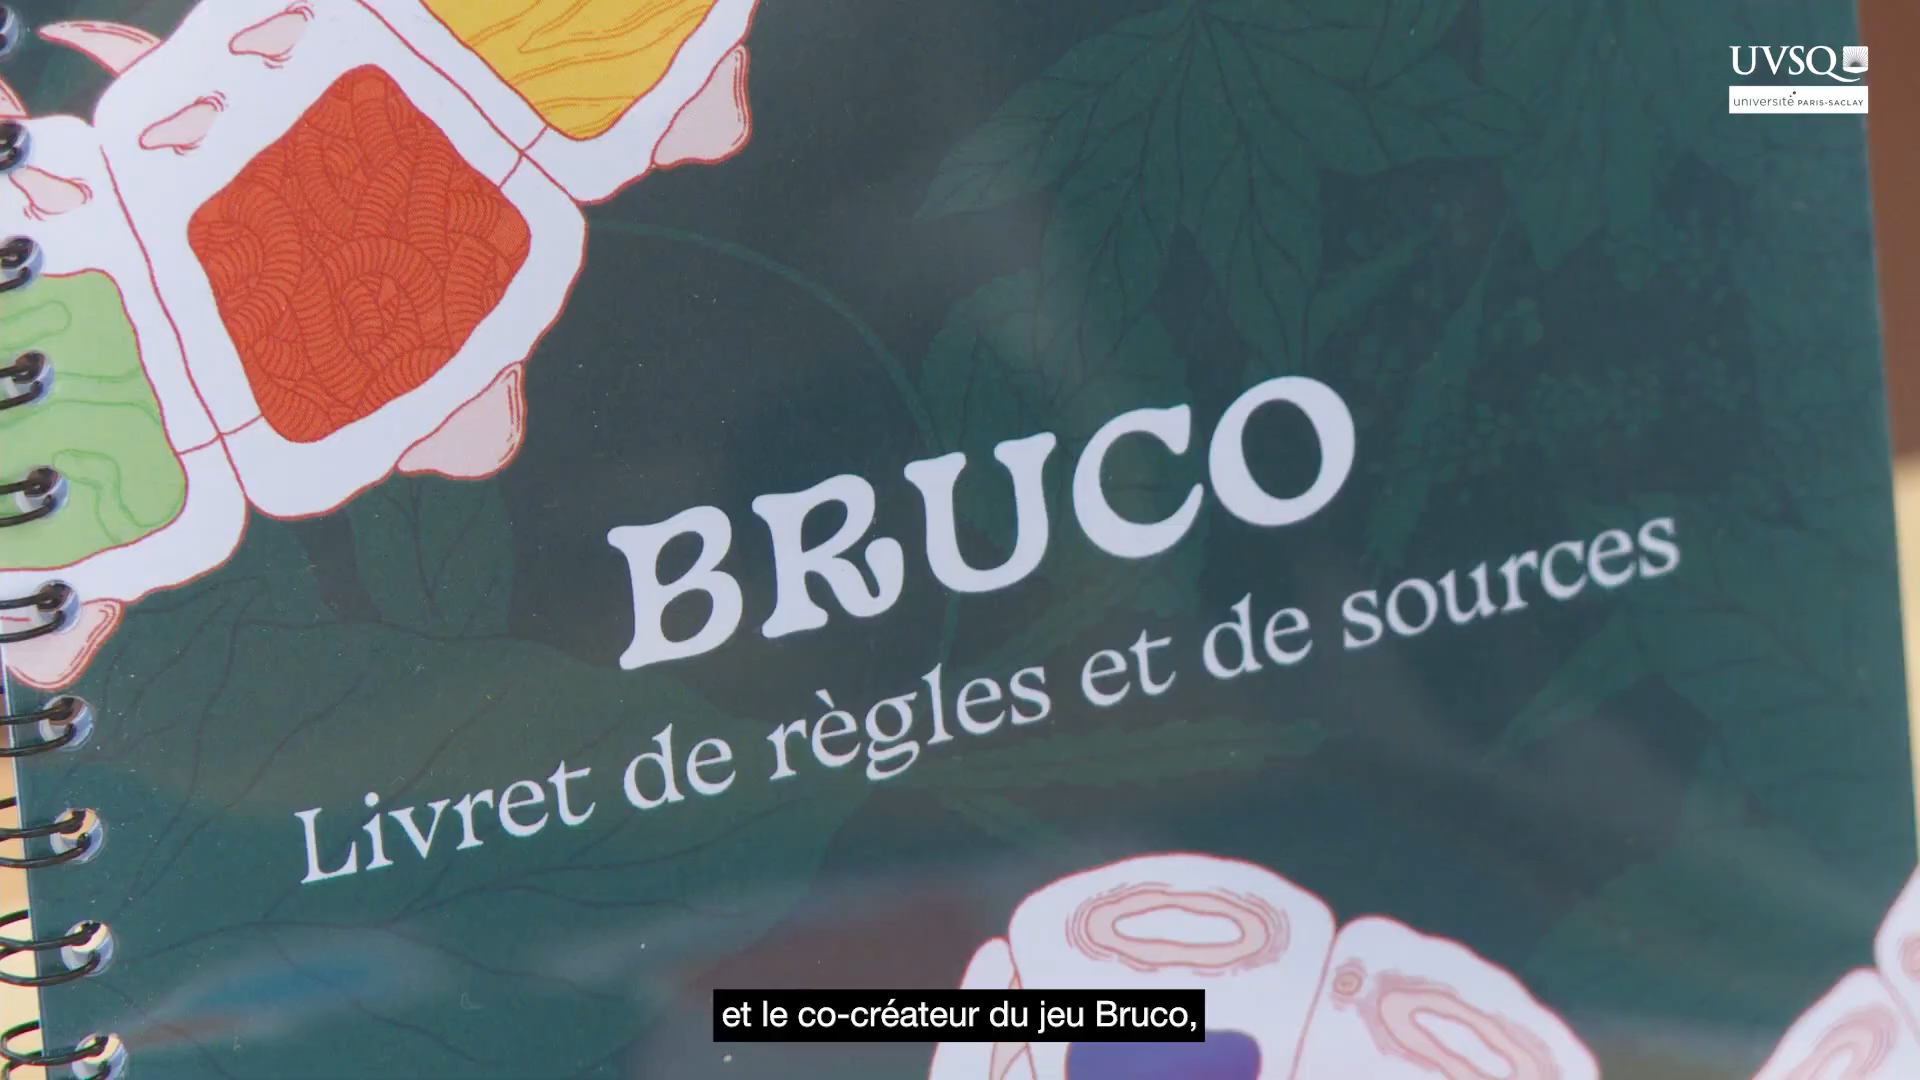 UVSQ
université PARIS-SACLAY
BRUCO
Livret de règles et de sources
et le co-créateur du jeu Bruco,